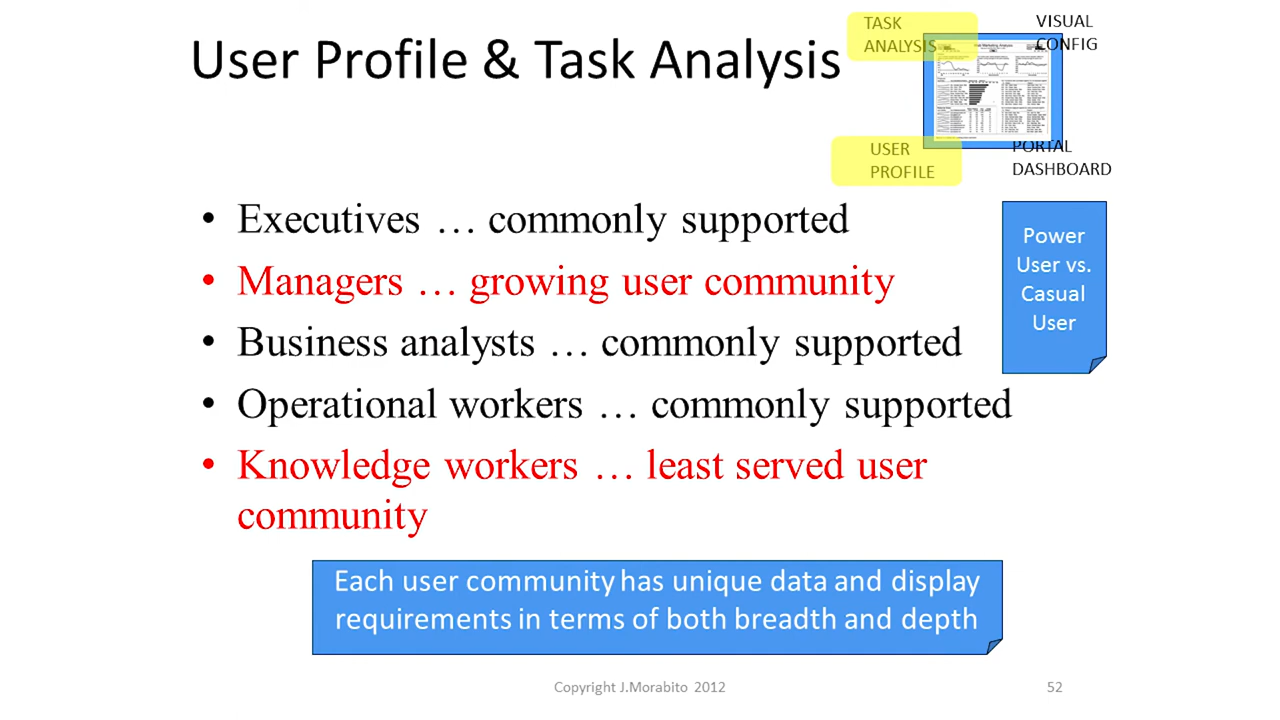 User Profile & Task Analysis
TASK
ANALYSIS
VISUAL
CONFIG
USER
PROFILE
PORTAL
DASHBOARD
• Executives … commonly supported
• Managers … growing user community
• Business analysts … commonly supported
• Operational workers … commonly supported
• Knowledge workers … least served user
community
Power
User vs.
Casual
User
Each user community has unique data and display
requirements in terms of both breadth and depth
Copyright J.Morabito 2012
52